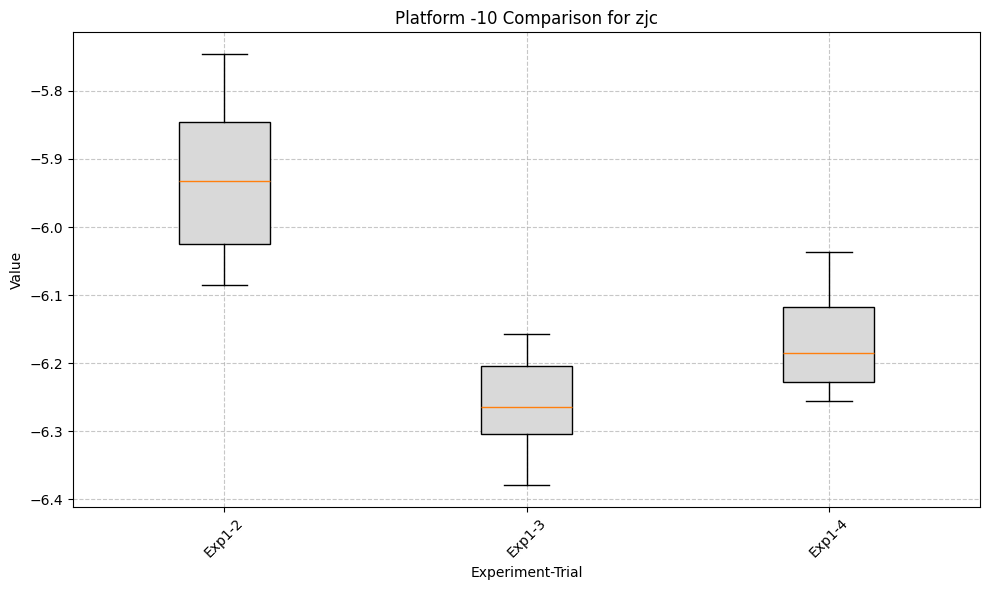 Platform -10 Comparison for zjc
Value
−5.8
−5.9
−6.0
−6.1
−6.2
−6.3
−6.4
Exp1-2
Exp1-3
Exp1-4
Experiment-Trial